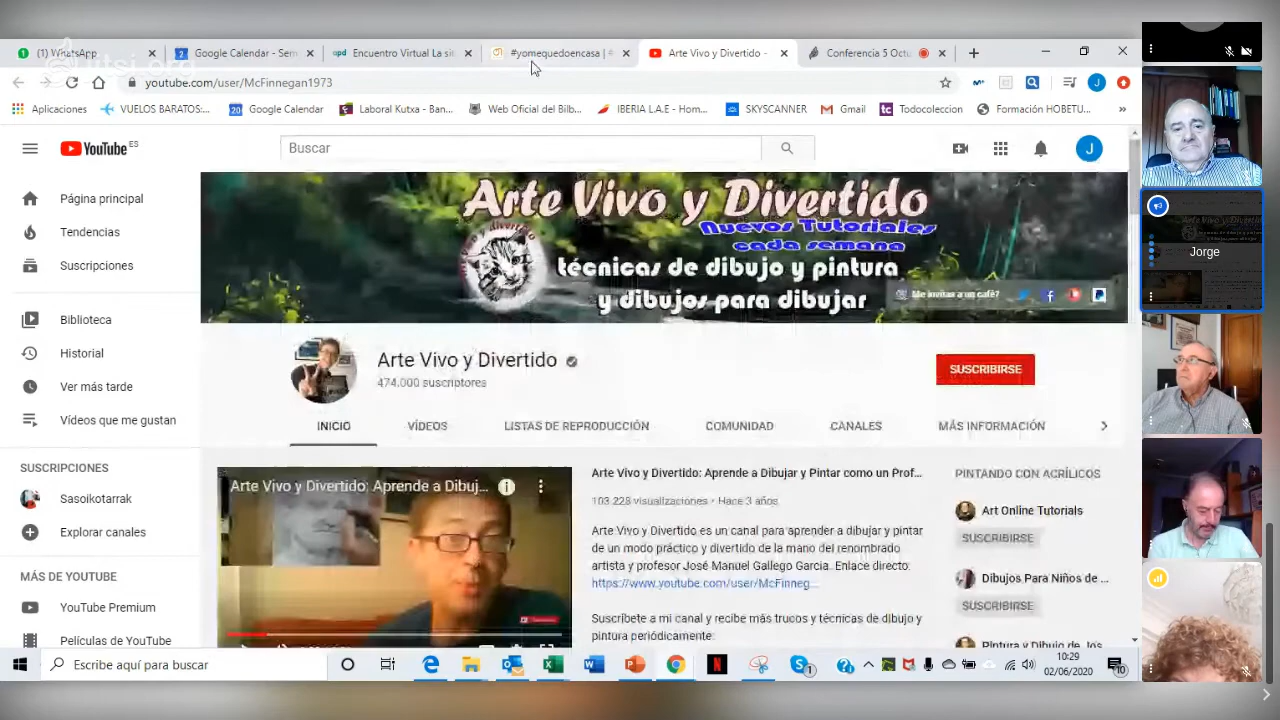 jitsi.org
(1) WhatsApp
Google Calendar - Sem
Encuentro Virtual La sit
#yomequedoencasa | #
Arte Vivo y Divertido -
Conferencia 5 Octu
youtube.com/user/McFinnegan1973
Aplicaciones
VUELOS BARATOS:...
Google Calendar
Laboral Kutxa - Ban...
Web Oficial del Bilb...
IBERIA L.A.E - Hom...
SKYSCANNER
Gmail
Todocoleccion
Formación HOBETU...
YouTube ES
Buscar
J
Página principal
Tendencias
Suscripciones
Biblioteca
Historial
Ver más tarde
Vídeos que me gustan
SUSCRIPCIONES
Sasoikotarrak
Explorar canales
MÁS DE YOUTUBE
YouTube Premium
Películas de YouTube
Arte Vivo y Divertido
Nuevos Tutoriales
cada semana
técnicas de dibujo y pintura
y dibujos para dibujar
Me invitas a un café?
Arte Vivo y Divertido
474.000 suscriptores
SUSCRIBIRSE
INICIO
VÍDEOS
LISTAS DE REPRODUCCIÓN
COMUNIDAD
CANALES
MÁS INFORMACIÓN
Arte Vivo y Divertido: Aprende a Dibuj...
Arte Vivo y Divertido: Aprende a Dibujar y Pintar como un Prof...
103.228 visualizaciones • Hace 3 años
Arte Vivo y Divertido es un canal para aprender a dibujar y pintar
de un modo práctico y divertido de la mano del renombrado
artista y profesor José Manuel Gallego García. Enlace directo:
https://www.youtube.com/user/McFinneg...
Suscríbete a mi canal y recibe más trucos y técnicas de dibujo y
pintura periódicamente:
PINTANDO CON ACRÍLICOS
Art Online Tutorials
SUSCRIBIRSE
Dibujos Para Niños de ...
SUSCRIBIRSE
Pintura y Dibujo de Jos
Jorge
Escribe aquí para buscar
10:29
02/06/2020
10